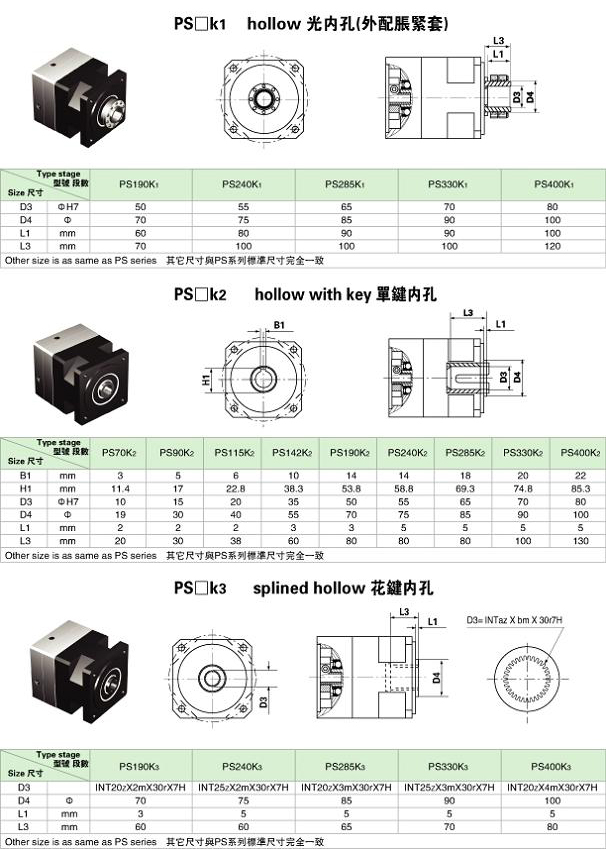 PS□k1 hollow 光内孔(外配脹緊套)
L3
L1
D3
D4
Type stage
型號 段數
Size 尺寸
PS190K1 PS240K1 PS285K1 PS330K1 PS400K1
D3 ΦH7 50 55 65 70 80
D4 Φ 70 75 85 90 100
L1 mm 60 80 90 90 100
L3 mm 70 100 100 100 120
Other size is as same as PS series 其它尺寸與PS系列標準尺寸完全一致
PS□k2 hollow with key 單鍵内孔
B1
H1
L3
L1
D3
D4
Type stage
型號 段數
Size 尺寸
PS70K2 PS90K2 PS115K2 PS142K2 PS190K2 PS240K2 PS285K2 PS330K2 PS400K2
B1 mm 3 5 6 10 14 14 18 20 22
H1 mm 11.4 17 22.8 38.3 53.8 58.8 69.3 74.8 85.3
D3 ΦH7 10 15 20 35 50 55 65 70 80
D4 Φ 19 30 40 55 70 75 85 90 100
L1 mm 2 2 2 3 3 5 5 5 5
L3 mm 20 30 38 60 80 80 80 100 130
Other size is as same as PS series 其它尺寸與PS系列標準尺寸完全一致
PS□k3 splined hollow 花鍵内孔
D3
L3
L1
D4
D3= INTaz X bm X 30r7H
Type stage
型號 段數
Size 尺寸
PS190K3 PS240K3 PS285K3 PS330K3 PS400K3
D3 INT20zX2mX30rX7H INT25zX2mX30rX7H INT20zX3mX30rX7H INT25zX3mX30rX7H INT20zX4mX30rX7H
D4 Φ 70 75 85 90 100
L1 mm 3 5 5 5 5
L3 mm 60 60 65 70 80
Other size is as same as PS series 其它尺寸與PS系列標準尺寸完全一致